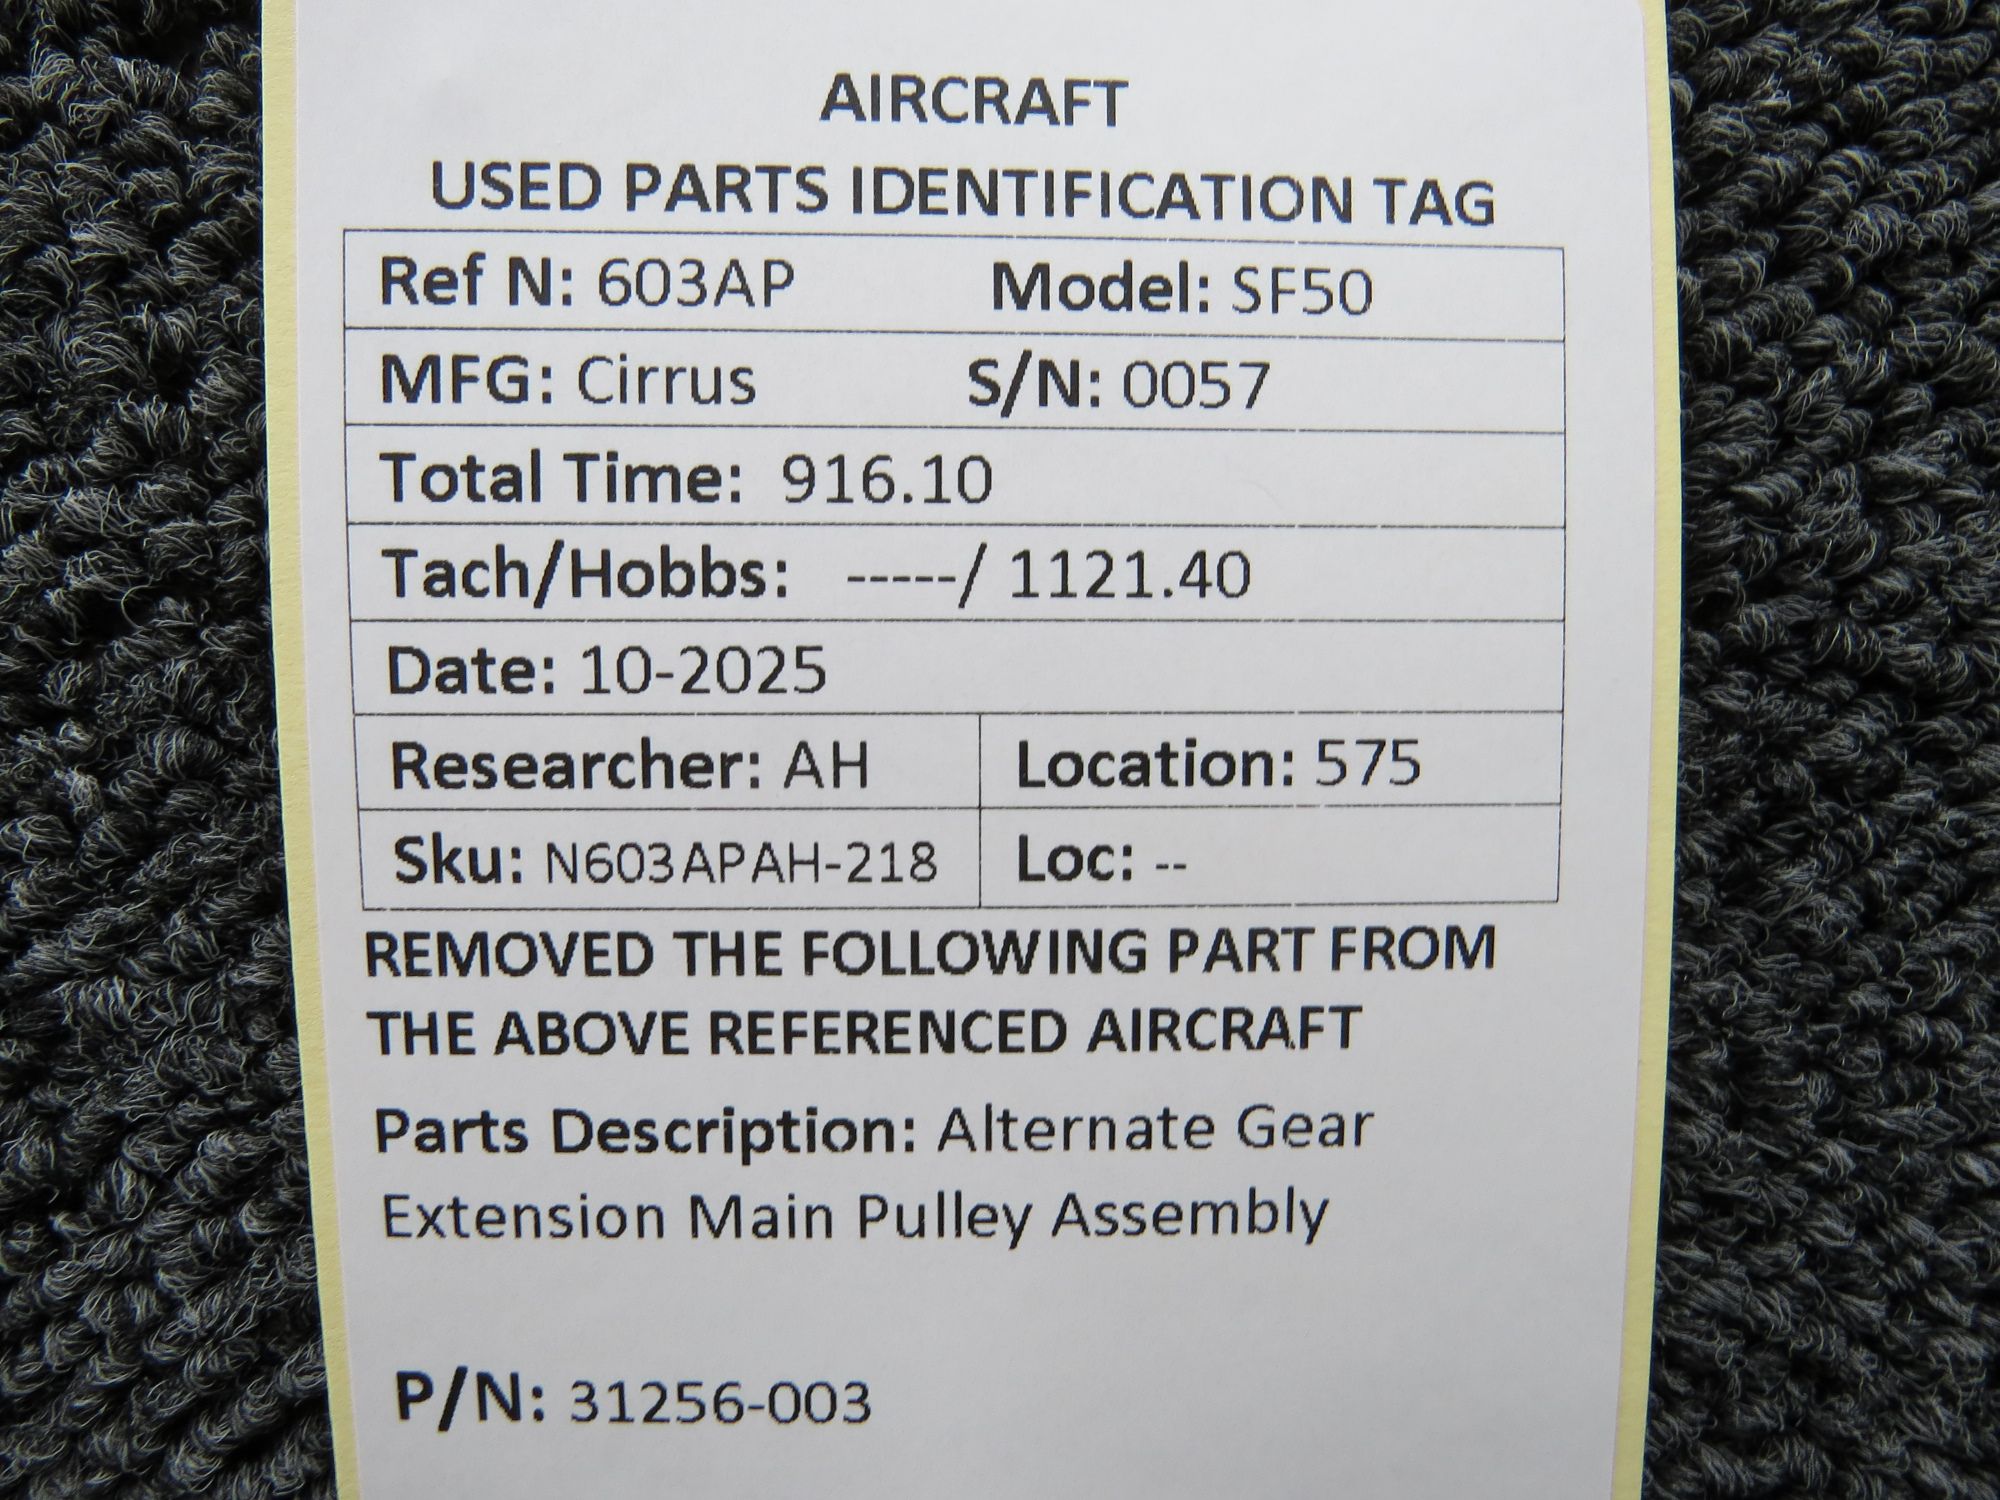 AIRCRAFT
USED PARTS IDENTIFICATION TAG
Ref N: 603AP Model: SF50
MFG: Cirrus S/N: 0057
Total Time: 916.10
Tach/Hobbs: -----/ 1121.40
Date: 10-2025
Researcher: AH Location: 575
Sku: N603APAH-218 Loc: --
REMOVED THE FOLLOWING PART FROM
THE ABOVE REFERENCED AIRCRAFT
Parts Description: Alternate Gear
Extension Main Pulley Assembly
P/N: 31256-003